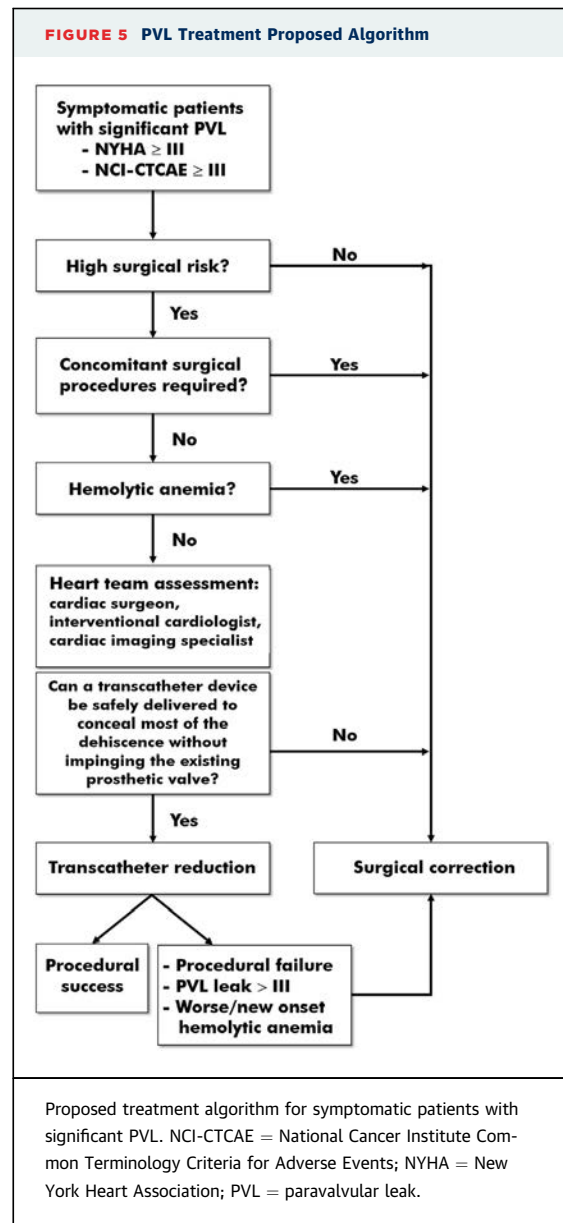 FIGURE 5 PVL Treatment Proposed Algorithm
Symptomatic patients
with significant PVL
- NYHA ≥ III
- NCI-CTCAE ≥ III
High surgical risk?
No
Yes
Concomitant surgical
procedures required?
Yes
No
Hemolytic anemia?
Yes
No
Heart team assessment:
cardiac surgeon,
interventional cardiologist,
cardiac imaging specialist
Can a transcatheter device
be safely delivered to
conceal most of the
dehiscence without
impinging the existing
prosthetic valve?
No
Yes
Transcatheter reduction
Surgical correction
Procedural
success
- Procedural failure
- PVL leak > III
- Worse/new onset
hemolytic anemia
Proposed treatment algorithm for symptomatic patients with
significant PVL. NCI-CTCAE = National Cancer Institute Com-
mon Terminology Criteria for Adverse Events; NYHA = New
York Heart Association; PVL = paravalvular leak.